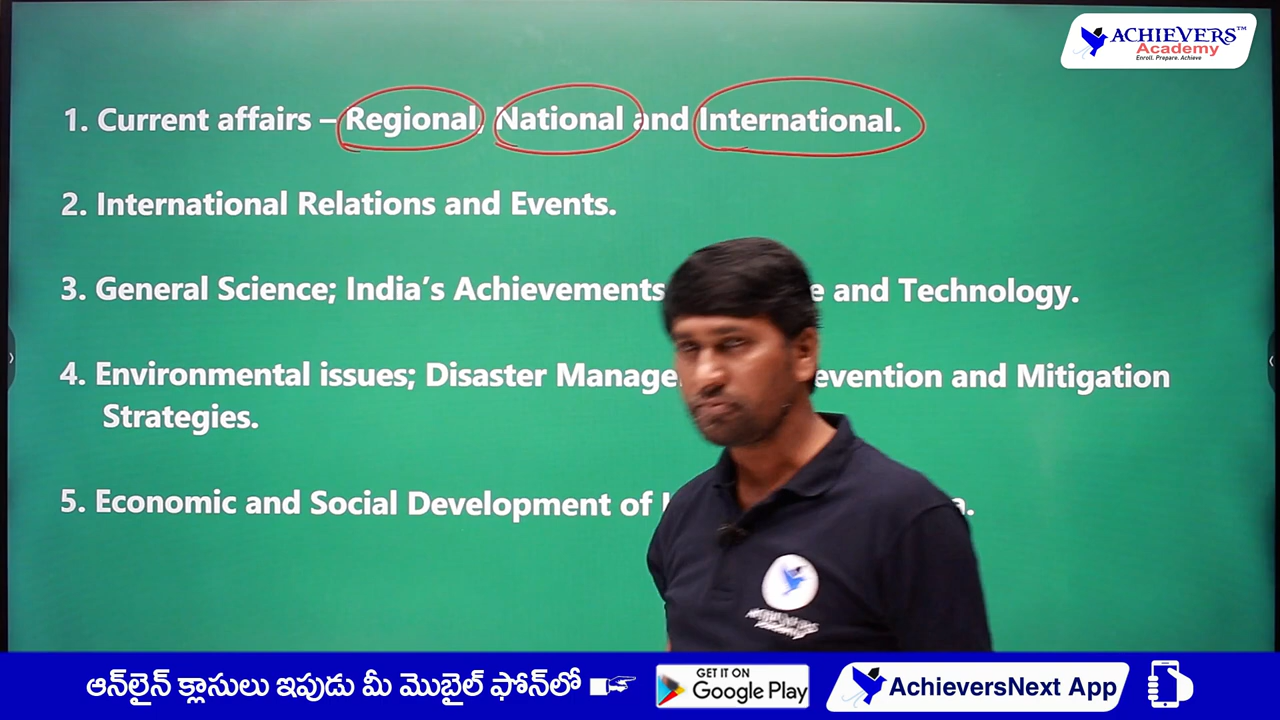 ACHIEVERS™
Academy
Enroll. Prepare. Achieve
1. Current affairs – Regional, National and International.
2. International Relations and Events.
3. General Science; India’s Achievements and Technology.
4. Environmental issues; Disaster and Mitigation
Strategies.
5. Economic and Social Development of
Academy
ఆన్‌లైన్ క్లాసులు ఇపుడు మీ మొబైల్ ఫోన్‌లో
GET IT ON
Google Play
AchieversNext App